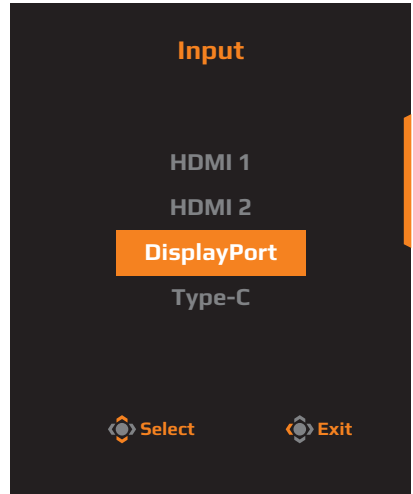 Input
HDMI 1
HDMI 2
DisplayPort
Type-C
Select Exit